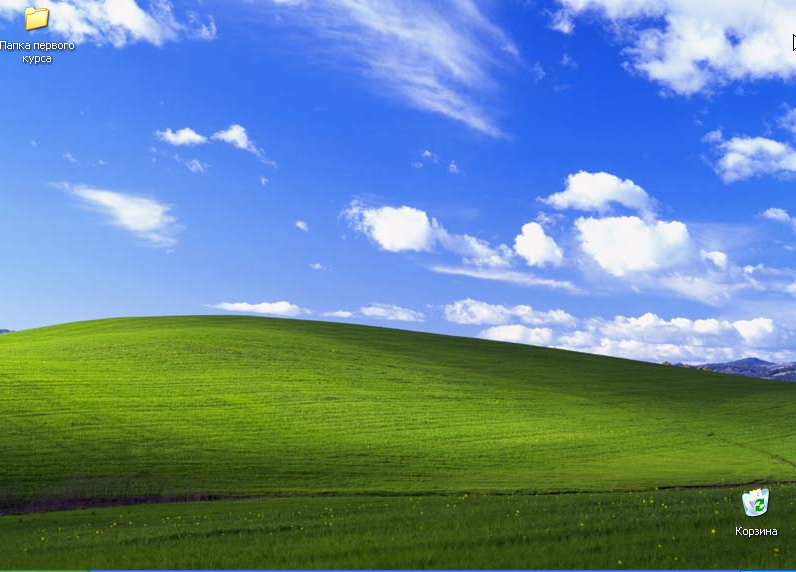 Папка первого
курса
Корзина